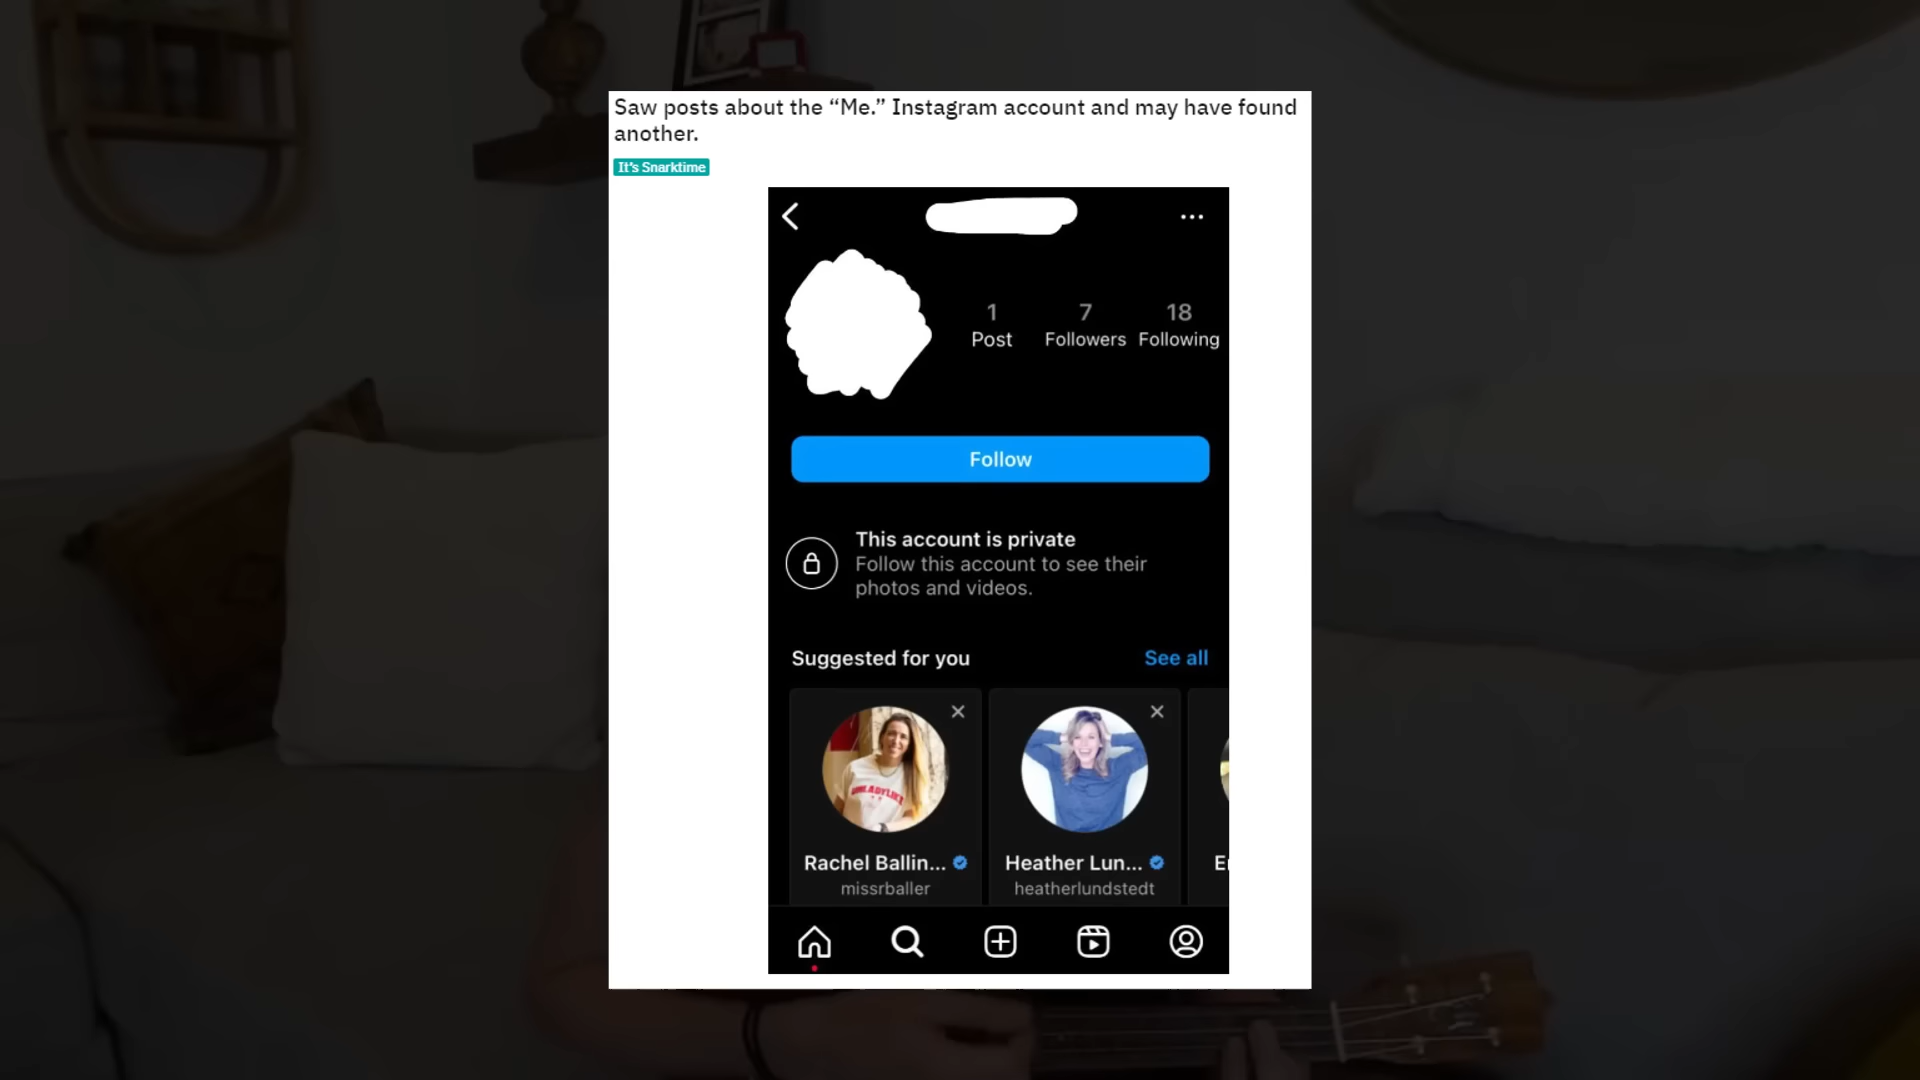 Saw posts about the “Me.” Instagram account and may have found
another.
It's Snarktime
1 7 18
Post Followers Following
Follow
This account is private
Follow this account to see their
photos and videos.
Suggested for you See all
Rachel Ballin... Heather Lun...
missrballer heatherlundstedt